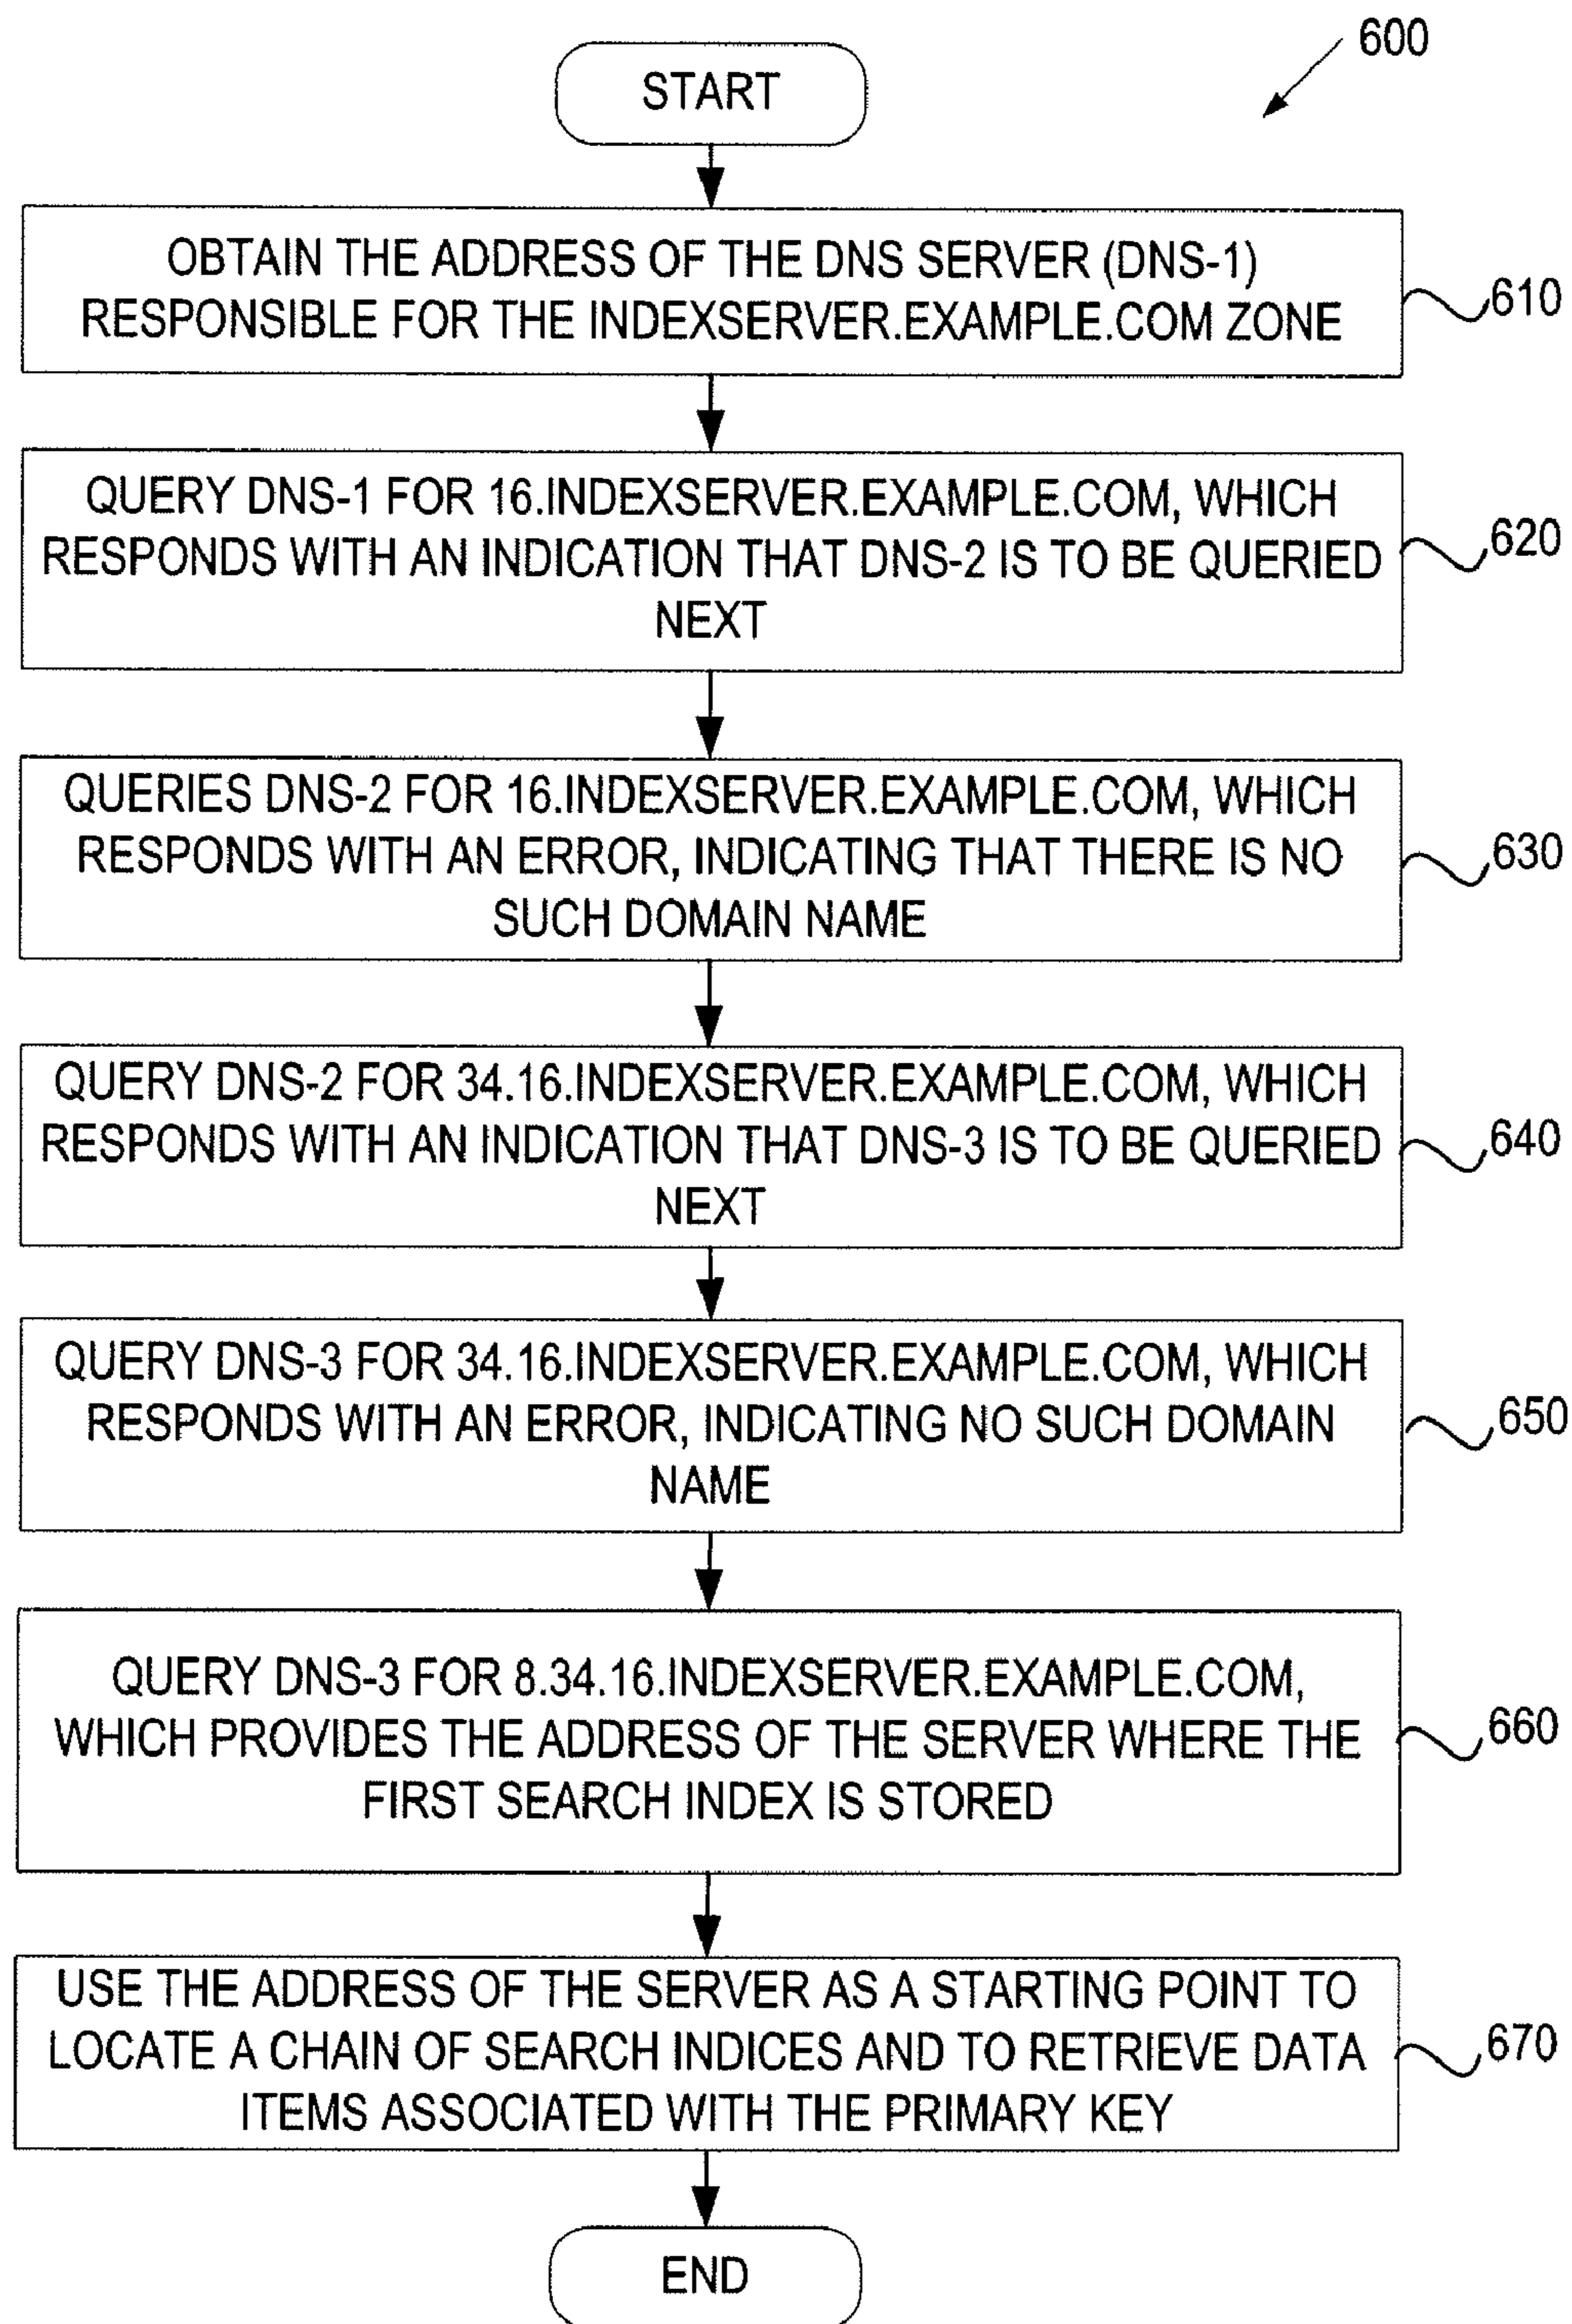 600
START
OBTAIN THE ADDRESS OF THE DNS SERVER (DNS-1)
RESPONSIBLE FOR THE INDEXSERVER.EXAMPLE.COM ZONE
610
QUERY DNS-1 FOR 16.INDEXSERVER.EXAMPLE.COM, WHICH
RESPONDS WITH AN INDICATION THAT DNS-2 IS TO BE QUERIED
NEXT
620
QUERIES DNS-2 FOR 16.INDEXSERVER.EXAMPLE.COM, WHICH
RESPONDS WITH AN ERROR, INDICATING THAT THERE IS NO
SUCH DOMAIN NAME
630
QUERY DNS-2 FOR 34.16.INDEXSERVER.EXAMPLE.COM, WHICH
RESPONDS WITH AN INDICATION THAT DNS-3 IS TO BE QUERIED
NEXT
640
QUERY DNS-3 FOR 34.16.INDEXSERVER.EXAMPLE.COM, WHICH
RESPONDS WITH AN ERROR, INDICATING NO SUCH DOMAIN
NAME
650
QUERY DNS-3 FOR 8.34.16.INDEXSERVER.EXAMPLE.COM,
WHICH PROVIDES THE ADDRESS OF THE SERVER WHERE THE
FIRST SEARCH INDEX IS STORED
660
USE THE ADDRESS OF THE SERVER AS A STARTING POINT TO
LOCATE A CHAIN OF SEARCH INDICES AND TO RETRIEVE DATA
ITEMS ASSOCIATED WITH THE PRIMARY KEY
670
END